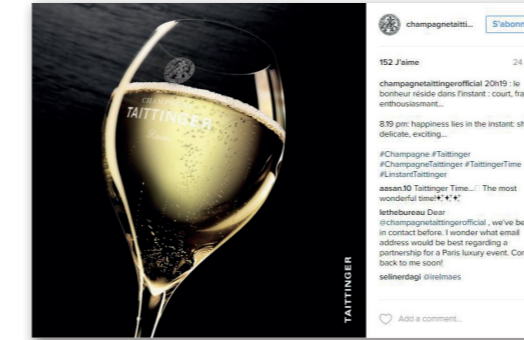 CHAMPAGNE
TAITTINGER
Reims
TAITTINGER
champagnetaitti...
S'abonn
152 J'aime
24
champagnetaittingerofficial 20h19 : le
bonheur réside dans l'instant : court, fra
enthousiasmant...
8.19 pm: happiness lies in the instant: sh
delicate, exciting...
#Champagne #Taittinger
#ChampagneTaittinger #TaittingerTime
#LinstantTaittinger
aasan.10 Taittinger Time... The most
wonderful time!
lethebureau Dear
@champagnetaittingerofficial , we've be
in contact before. I wonder what email
address would be best regarding a
partnership for a Paris luxury event. Con
back to me soon!
selinerdagi @irelmaes
Add a comment...